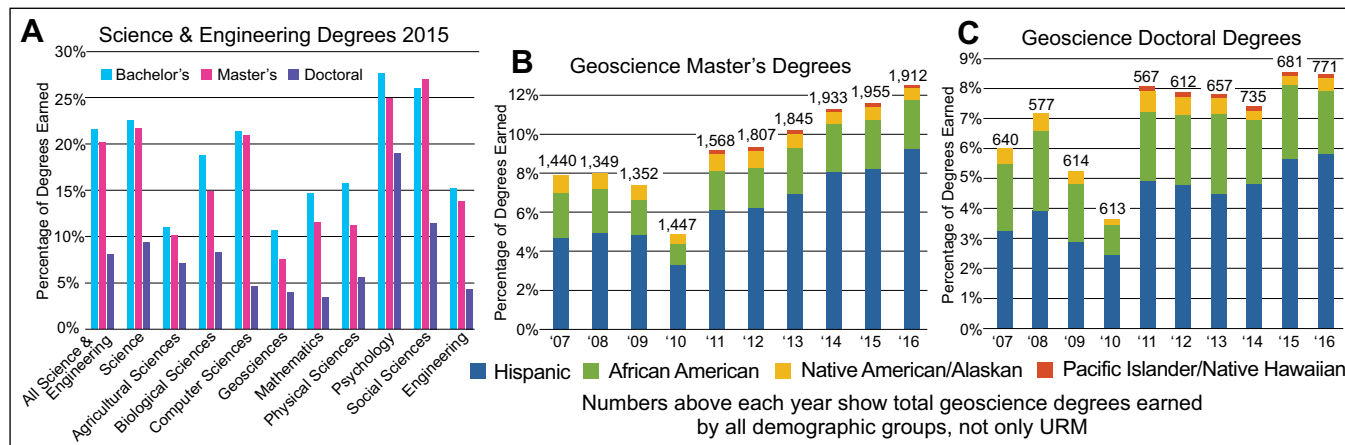 A
Science & Engineering Degrees 2015
Percentage of Degrees Earned
30%
25%
20%
15%
10%
5%
0%
Bachelor's Master's Doctoral
All Science &
Engineering
Science
Agricultural Sciences
Biological Sciences
Computer Sciences
Geosciences
Mathematics
Physical Sciences
Psychology
Social Sciences
Engineering
B
Geoscience Master's Degrees
Percentage of Degrees Earned
12%
10%
8%
6%
4%
2%
0%
1,440 1,349 1,352 1,447 1,568 1,807 1,845 1,933 1,955 1,912
'07 '08 '09 '10 '11 '12 '13 '14 '15 '16
C
Geoscience Doctoral Degrees
Percentage of Degrees Earned
9%
8%
7%
6%
5%
4%
3%
2%
1%
0%
640 577 614 613 567 612 657 735 681 771
'07 '08 '09 '10 '11 '12 '13 '14 '15 '16
Hispanic African American Native American/Alaskan Pacific Islander/Native Hawaiian
Numbers above each year show total geoscience degrees earned
by all demographic groups, not only URM